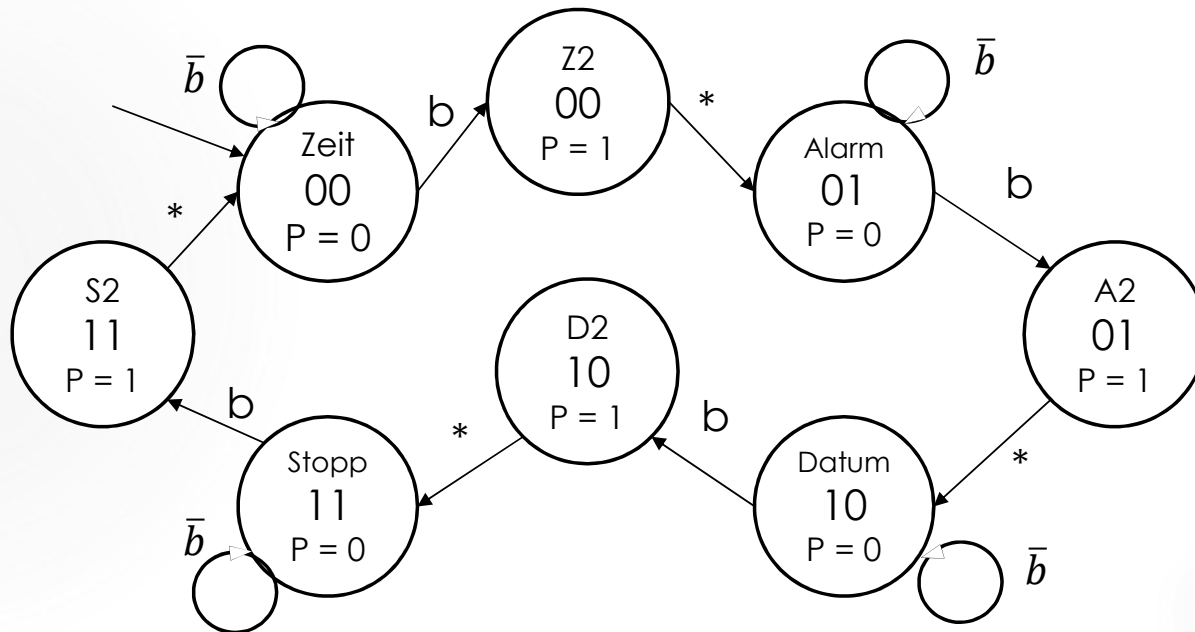 b̅
Zeit
00
P = 0
b
Z2
00
P = 1
*
b̅
Alarm
01
P = 0
b
A2
01
P = 1
*
Datum
10
P = 0
b̅
b
D2
10
P = 1
*
Stopp
11
P = 0
b̅
b
S2
11
P = 1
*